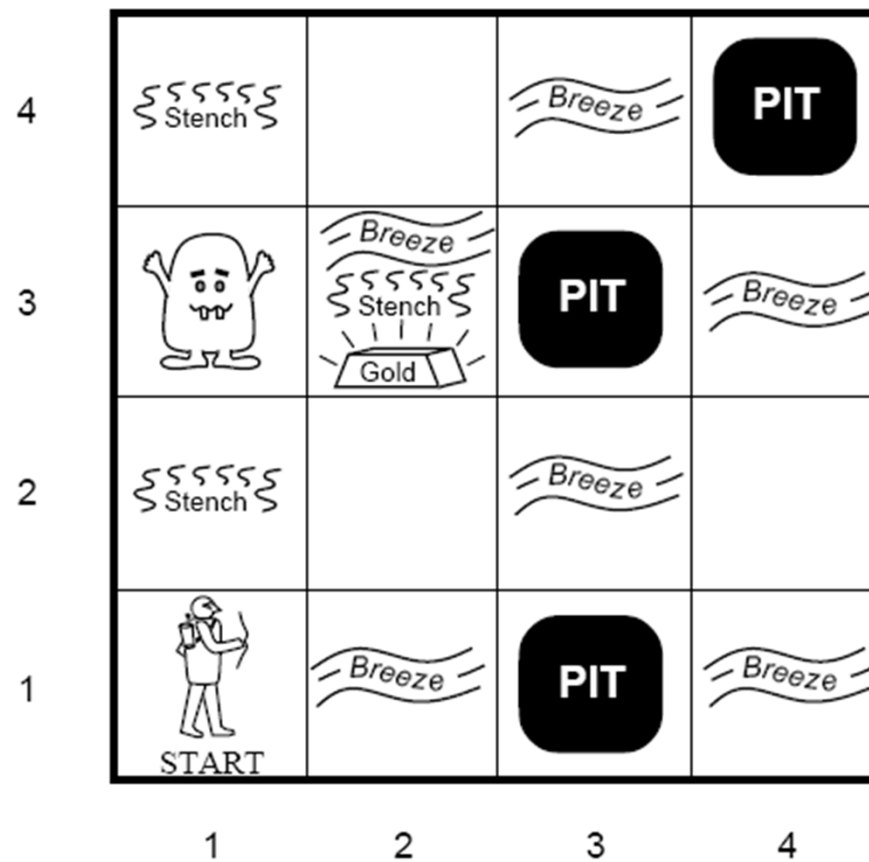 4 Stench Breeze PIT
Breeze
3 Stench PIT Breeze
Gold
2 Stench Breeze
1 Breeze PIT Breeze
START
1 2 3 4